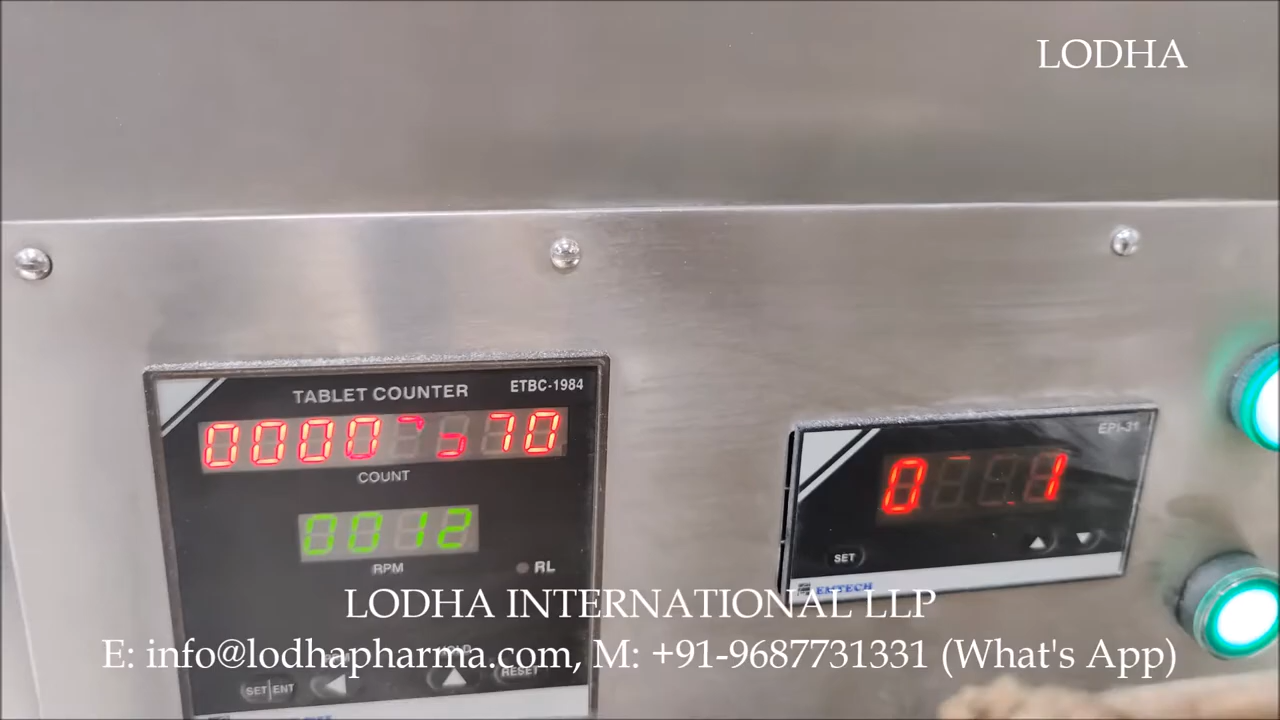 LODHA
TABLET COUNTER
ETBC-1984
COUNT
0012
RPM
RL
SET ENT
RESET
EPI-31
SET
EMTECH
LODHA INTERNATIONAL LLP
E: info@lodhapharma.com, M: +91-9687731331 (What's App)